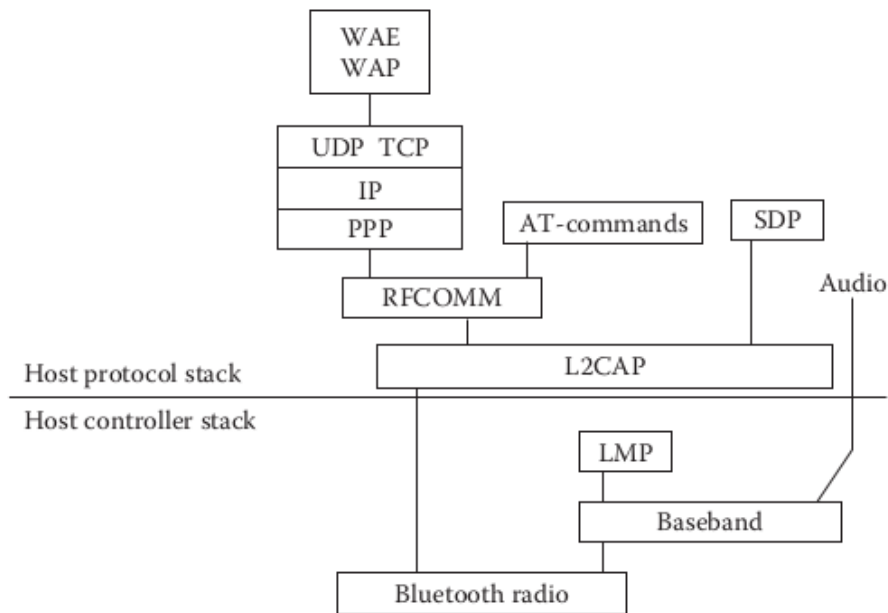 WAE
WAP
UDP TCP
IP
PPP
AT-commands
SDP
RFCOMM
Audio
L2CAP
Host protocol stack
Host controller stack
LMP
Baseband
Bluetooth radio